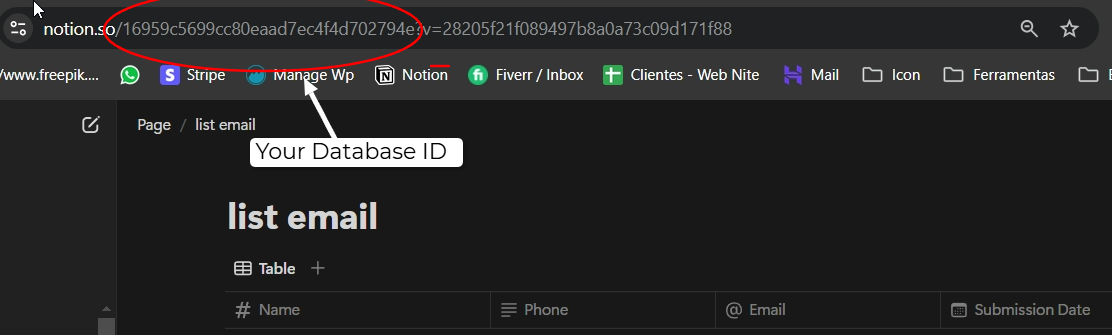 notion.so/16959c5699cc80eaad7ec4f4d702794e?v=28205f21f089497b8a0a73c09d171f88
/www.freepik.... S Stripe Manage Wp N Notion fi Fiverr / Inbox Clientes - Web Nite Mail Icon Ferramentas
Page / list email
Your Database ID
list email
Table +
# Name Phone @ Email Submission Date